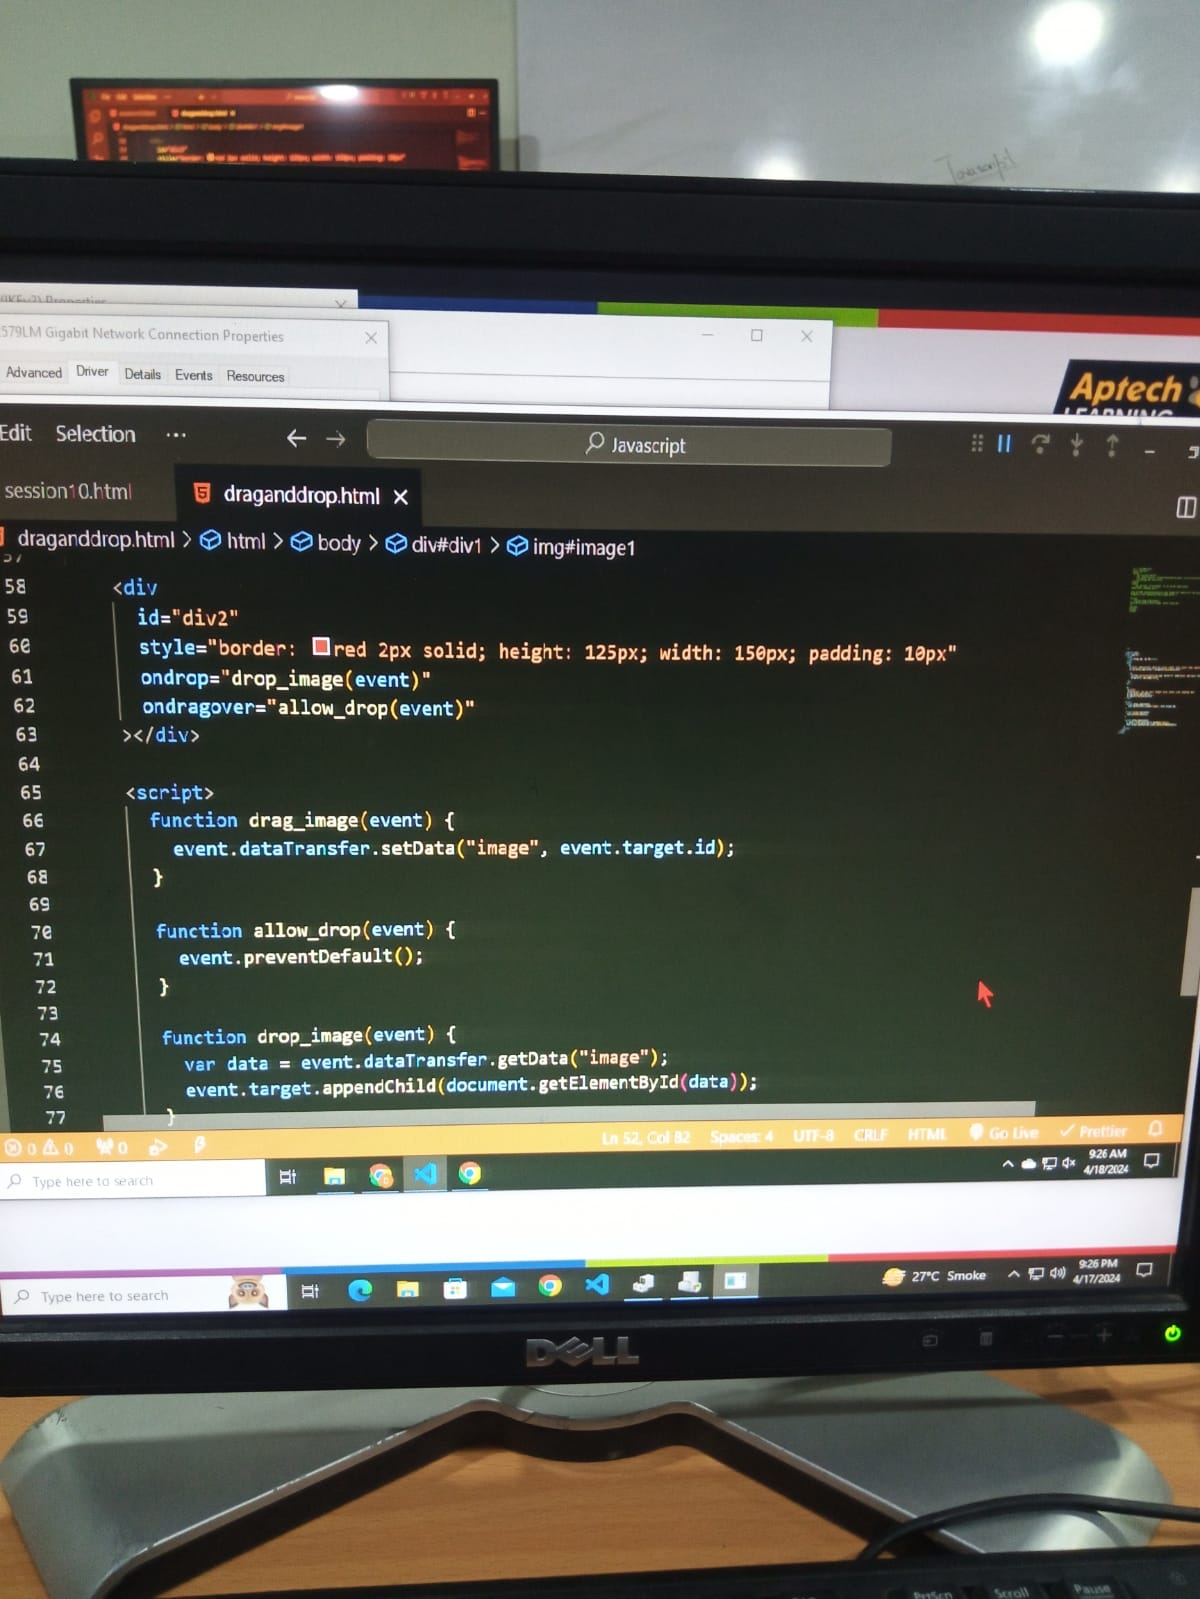 draganddrop.html
Javascript
579LM Gigabit Network Connection Properties
Advanced Driver Details Events Resources
Aptech
LEARNING
Edit Selection ···
Javascript
session10.html draganddrop.html
draganddrop.html > html > body > div#div1 > img#image1
57
58 <div
59 id="div2"
60 style="border: red 2px solid; height: 125px; width: 150px; padding: 10px"
61 ondrop="drop_image(event)"
62 ondragover="allow_drop(event)"
63 ></div>
64
65 <script>
66 function drag_image(event) {
67 event.dataTransfer.setData("image", event.target.id);
68 }
69
70 function allow_drop(event) {
71 event.preventDefault();
72 }
73
74 function drop_image(event) {
75 var data = event.dataTransfer.getData("image");
76 event.target.appendChild(document.getElementById(data));
77 }
0 0 0 Ln 52, Col 82 Spaces: 4 UTF-8 CRLF HTML Go Live Prettier
Type here to search 9:26 AM
4/18/2024
Type here to search 27°C Smoke 9:26 PM
4/17/2024
DELL
PrtScn Scroll Pause